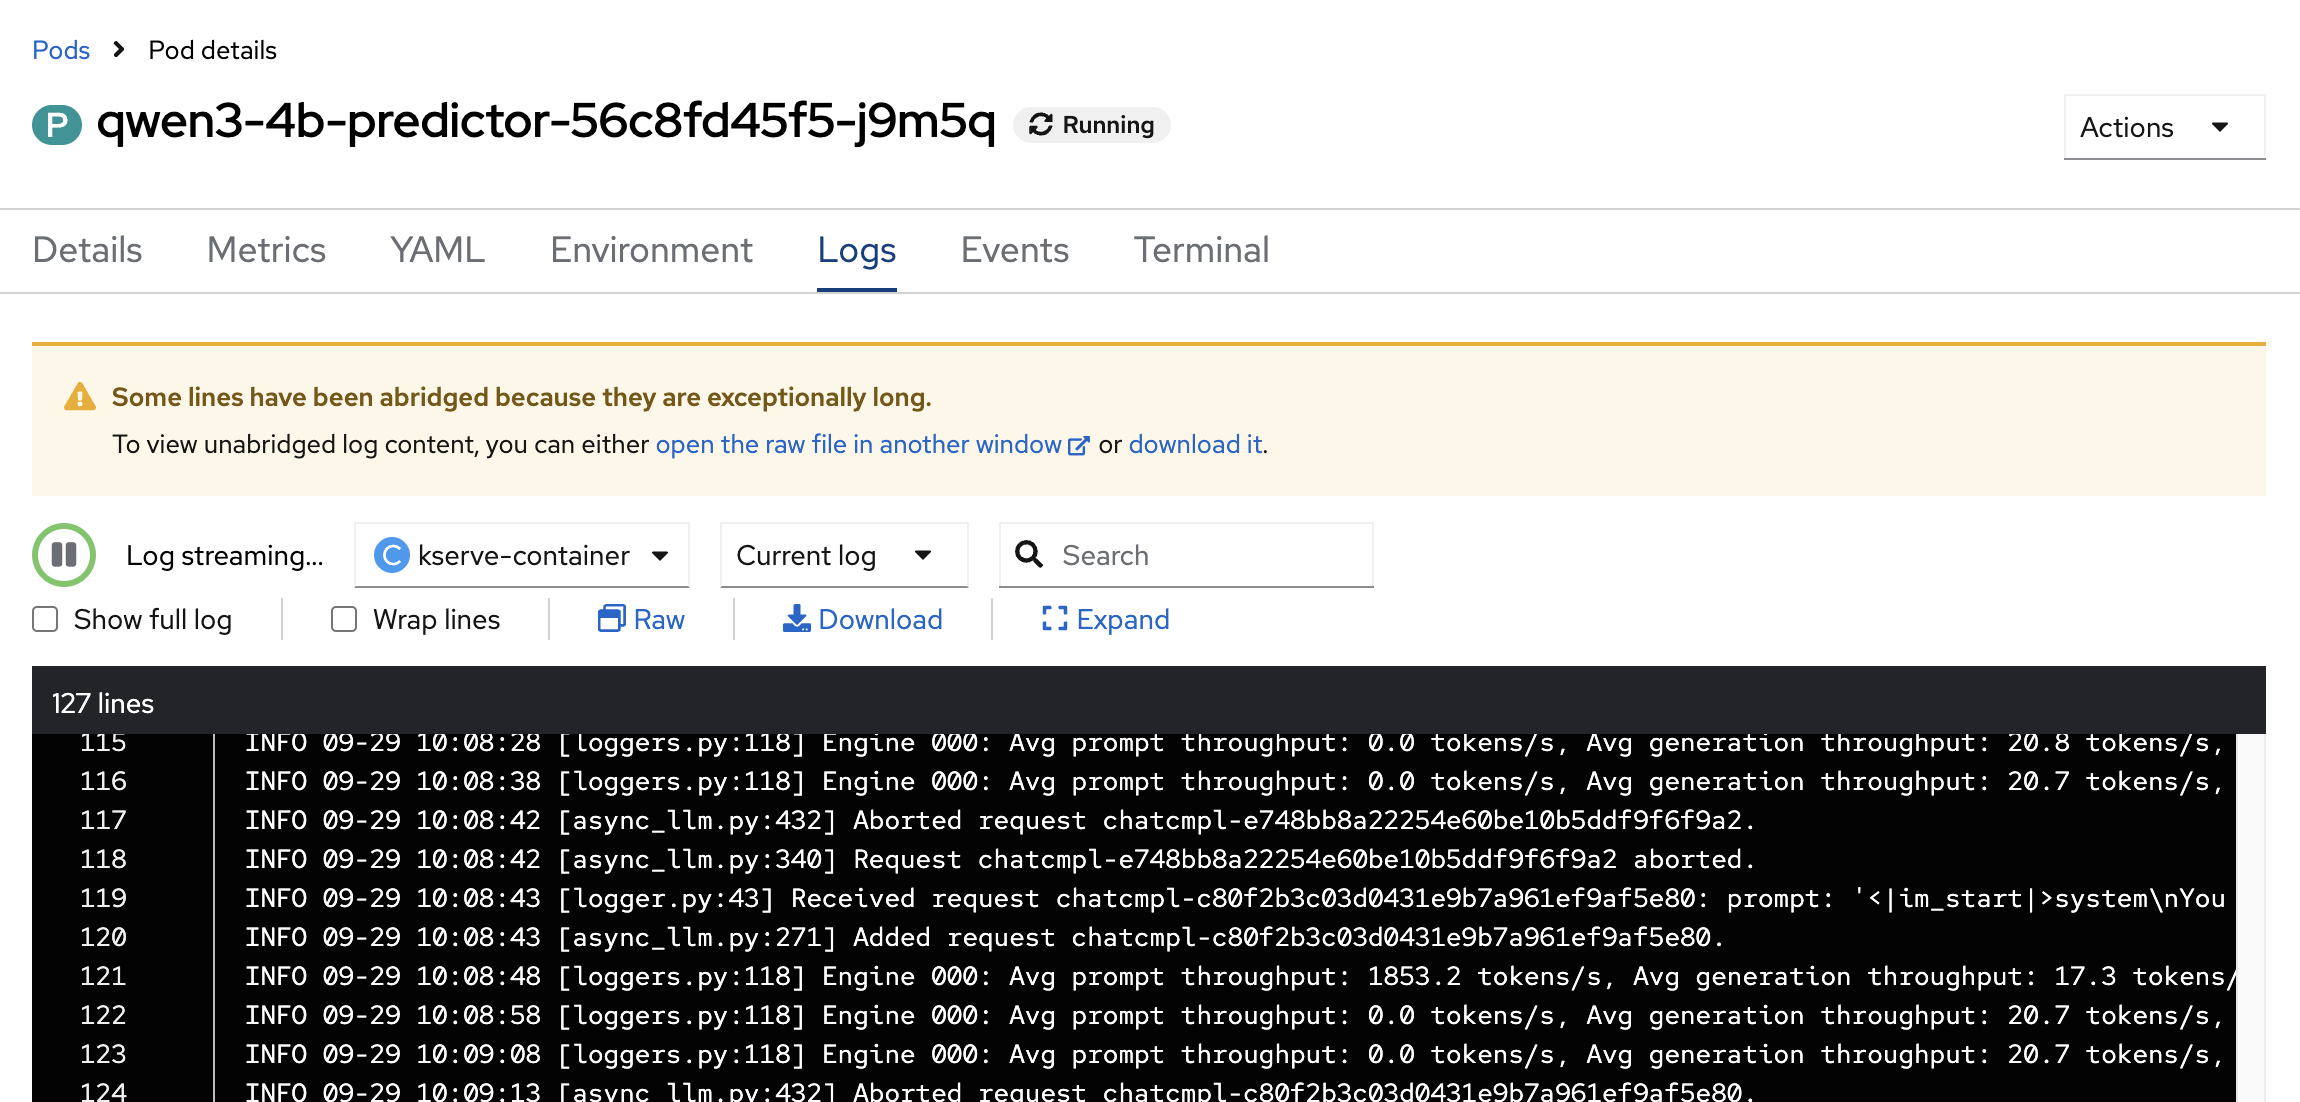 Pods > Pod details
P qwen3-4b-predictor-56c8fd45f5-j9m5q Running
Actions
Details Metrics YAML Environment Logs Events Terminal
Some lines have been abridged because they are exceptionally long.
To view unabridged log content, you can either open the raw file in another window or download it.
Log streaming... C kserve-container Current log Search
Show full log Wrap lines Raw Download Expand
127 lines
115 INFO 09-29 10:08:28 [loggers.py:118] Engine 000: Avg prompt throughput: 0.0 tokens/s, Avg generation throughput: 20.8 tokens/s,
116 INFO 09-29 10:08:38 [loggers.py:118] Engine 000: Avg prompt throughput: 0.0 tokens/s, Avg generation throughput: 20.7 tokens/s,
117 INFO 09-29 10:08:42 [async_llm.py:432] Aborted request chatcmpl-e748bb8a22254e60be10b5ddf9f6f9a2.
118 INFO 09-29 10:08:42 [async_llm.py:340] Request chatcmpl-e748bb8a22254e60be10b5ddf9f6f9a2 aborted.
119 INFO 09-29 10:08:43 [logger.py:43] Received request chatcmpl-c80f2b3c03d0431e9b7a961ef9af5e80: prompt: '<|im_start|>system\nYou
120 INFO 09-29 10:08:43 [async_llm.py:271] Added request chatcmpl-c80f2b3c03d0431e9b7a961ef9af5e80.
121 INFO 09-29 10:08:48 [loggers.py:118] Engine 000: Avg prompt throughput: 1853.2 tokens/s, Avg generation throughput: 17.3 tokens/
122 INFO 09-29 10:08:58 [loggers.py:118] Engine 000: Avg prompt throughput: 0.0 tokens/s, Avg generation throughput: 20.7 tokens/s,
123 INFO 09-29 10:09:08 [loggers.py:118] Engine 000: Avg prompt throughput: 0.0 tokens/s, Avg generation throughput: 20.7 tokens/s,
124 INFO 09-29 10:09:13 [async_llm.py:432] Aborted request chatcmpl-c80f2b3c03d0431e9b7a961ef9af5e80.